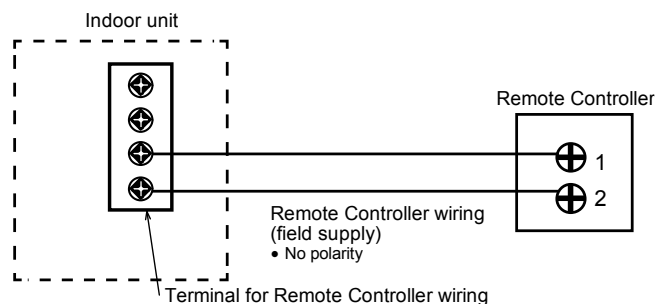 Indoor unit
Remote Controller
1
2
Remote Controller wiring
(field supply)
• No polarity
Terminal for Remote Controller wiring